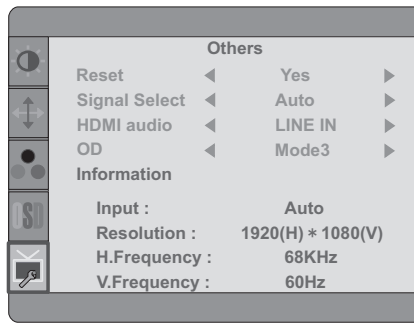 Others
Reset ◀ Yes ▶
Signal Select ◀ Auto ▶
HDMI audio ◀ LINE IN ▶
OD ◀ Mode3 ▶
Information
Input : Auto
Resolution : 1920(H) * 1080(V)
H.Frequency : 68KHz
V.Frequency : 60Hz
OSD